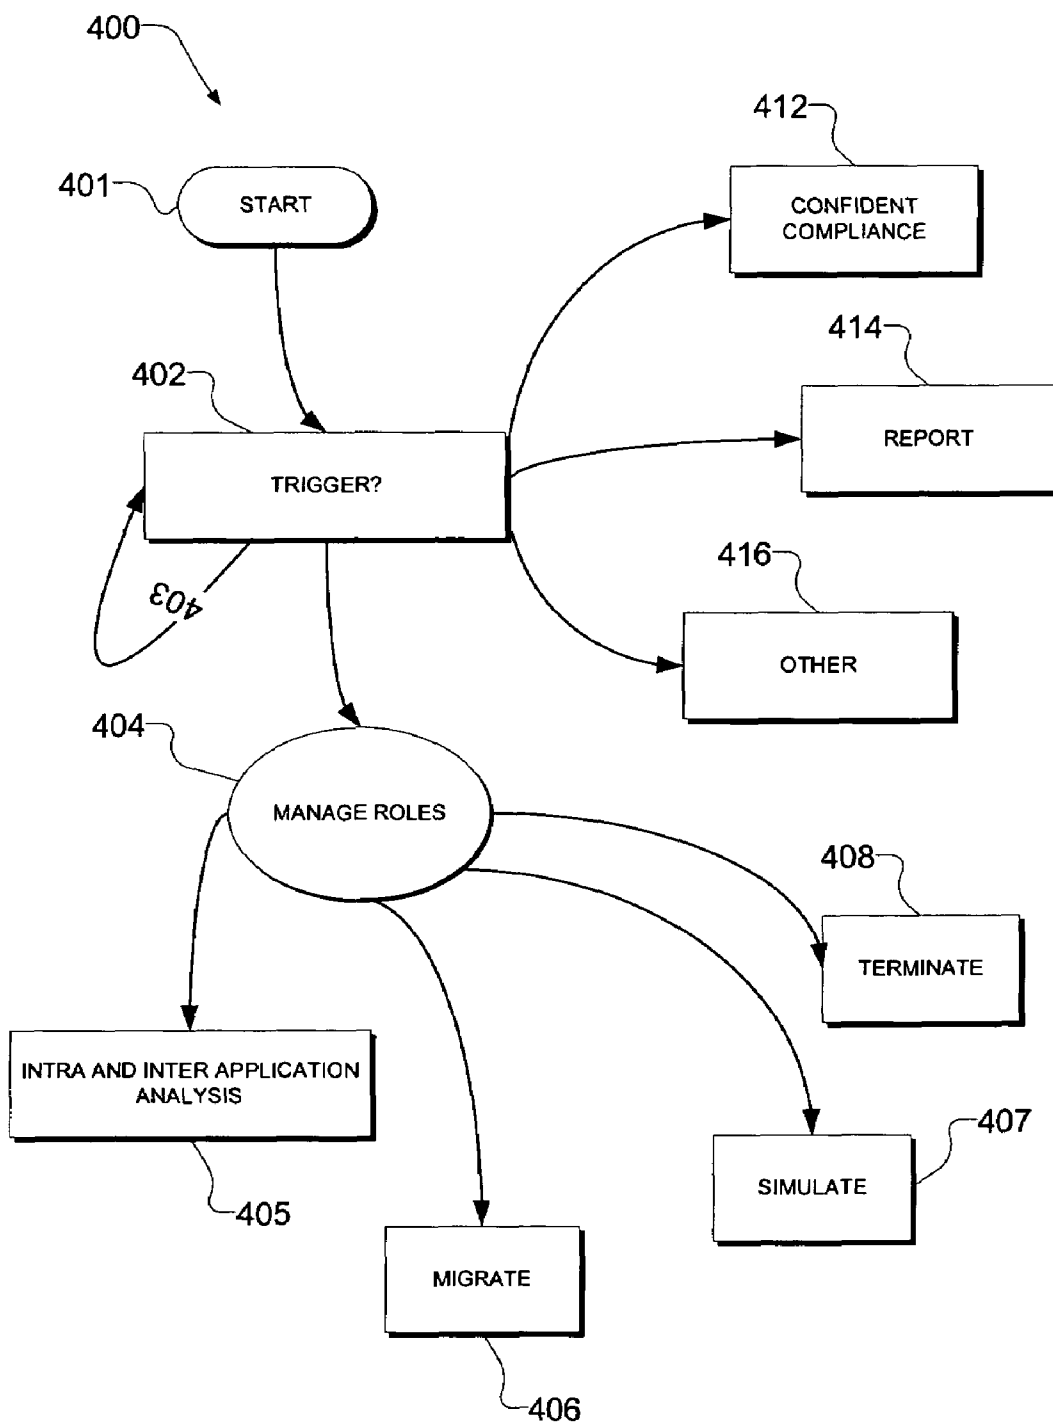 400
412
401
START
CONFIDENT
COMPLIANCE
414
402
REPORT
TRIGGER?
416
403
OTHER
404
MANAGE ROLES
408
TERMINATE
INTRA AND INTER APPLICATION
ANALYSIS
407
SIMULATE
405
MIGRATE
406